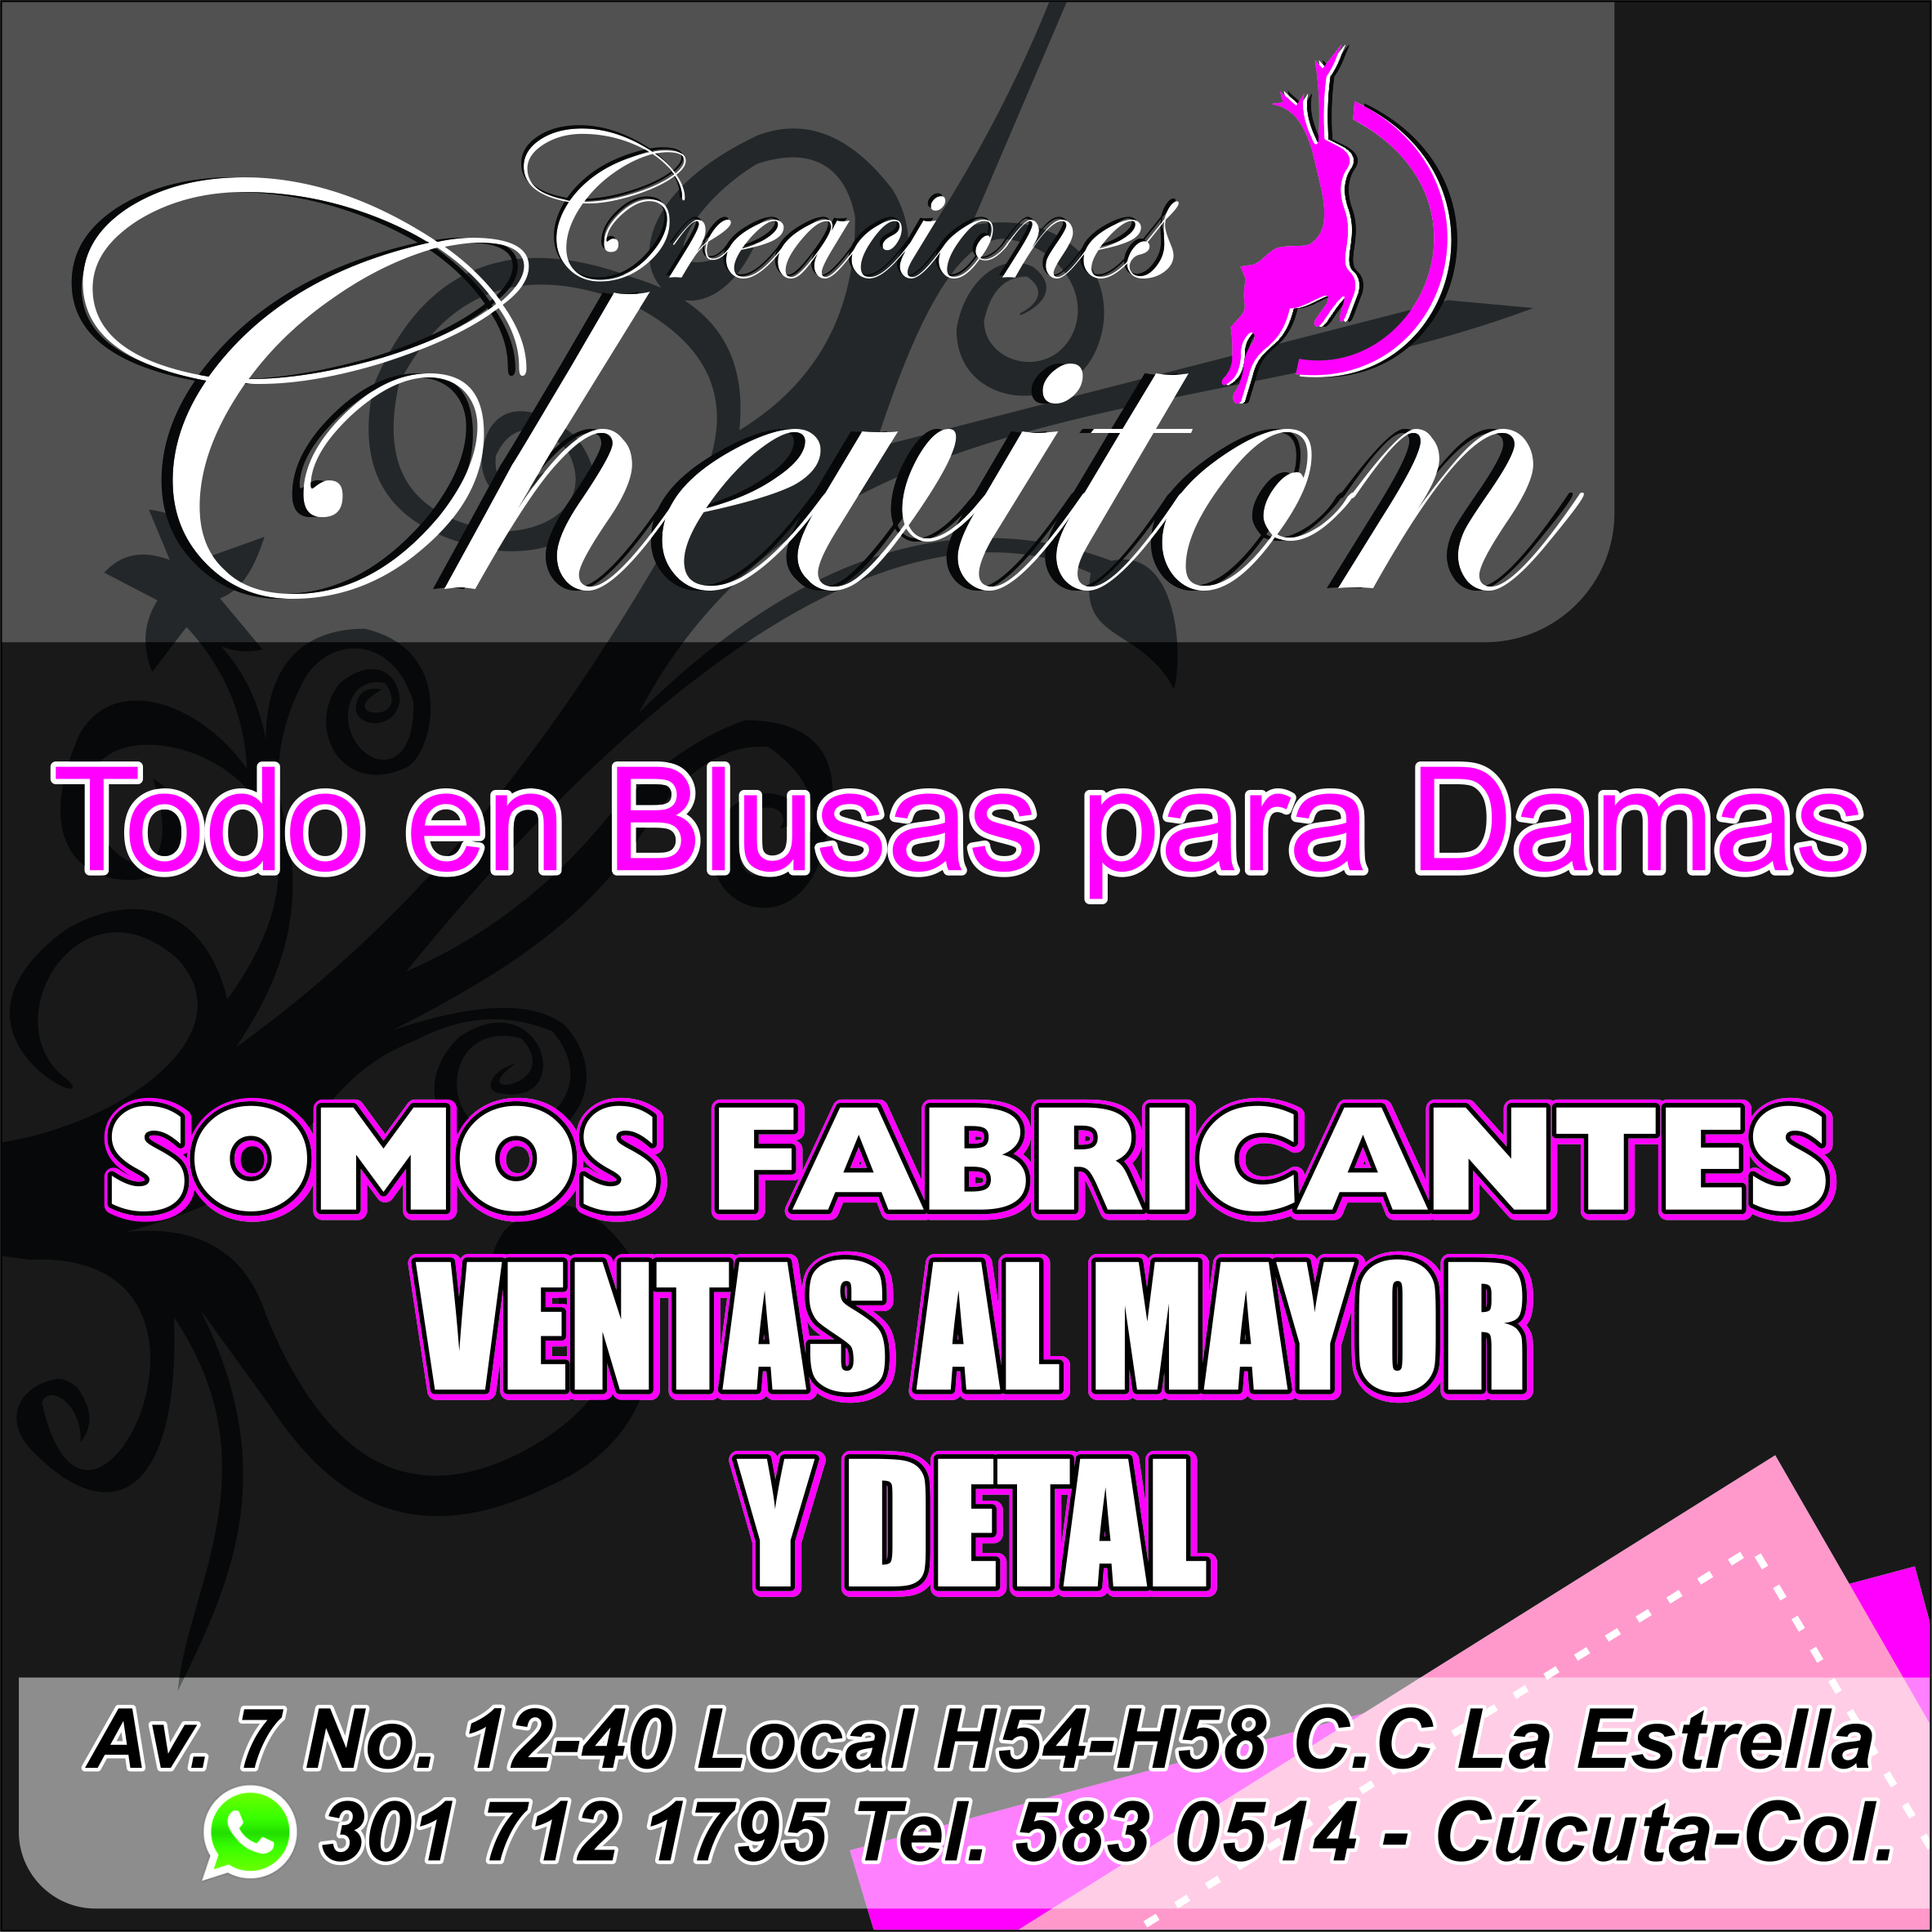 Creaciones
Cheuiton
Todo en Blusas para Damas
SOMOS FABRICANTES
VENTAS AL MAYOR
Y DETAL
Av. 7 No. 12-40 Local H54-H58 C.C La Estrella
301 712 1795 Tel. 583 0514 - Cúcuta-Col.